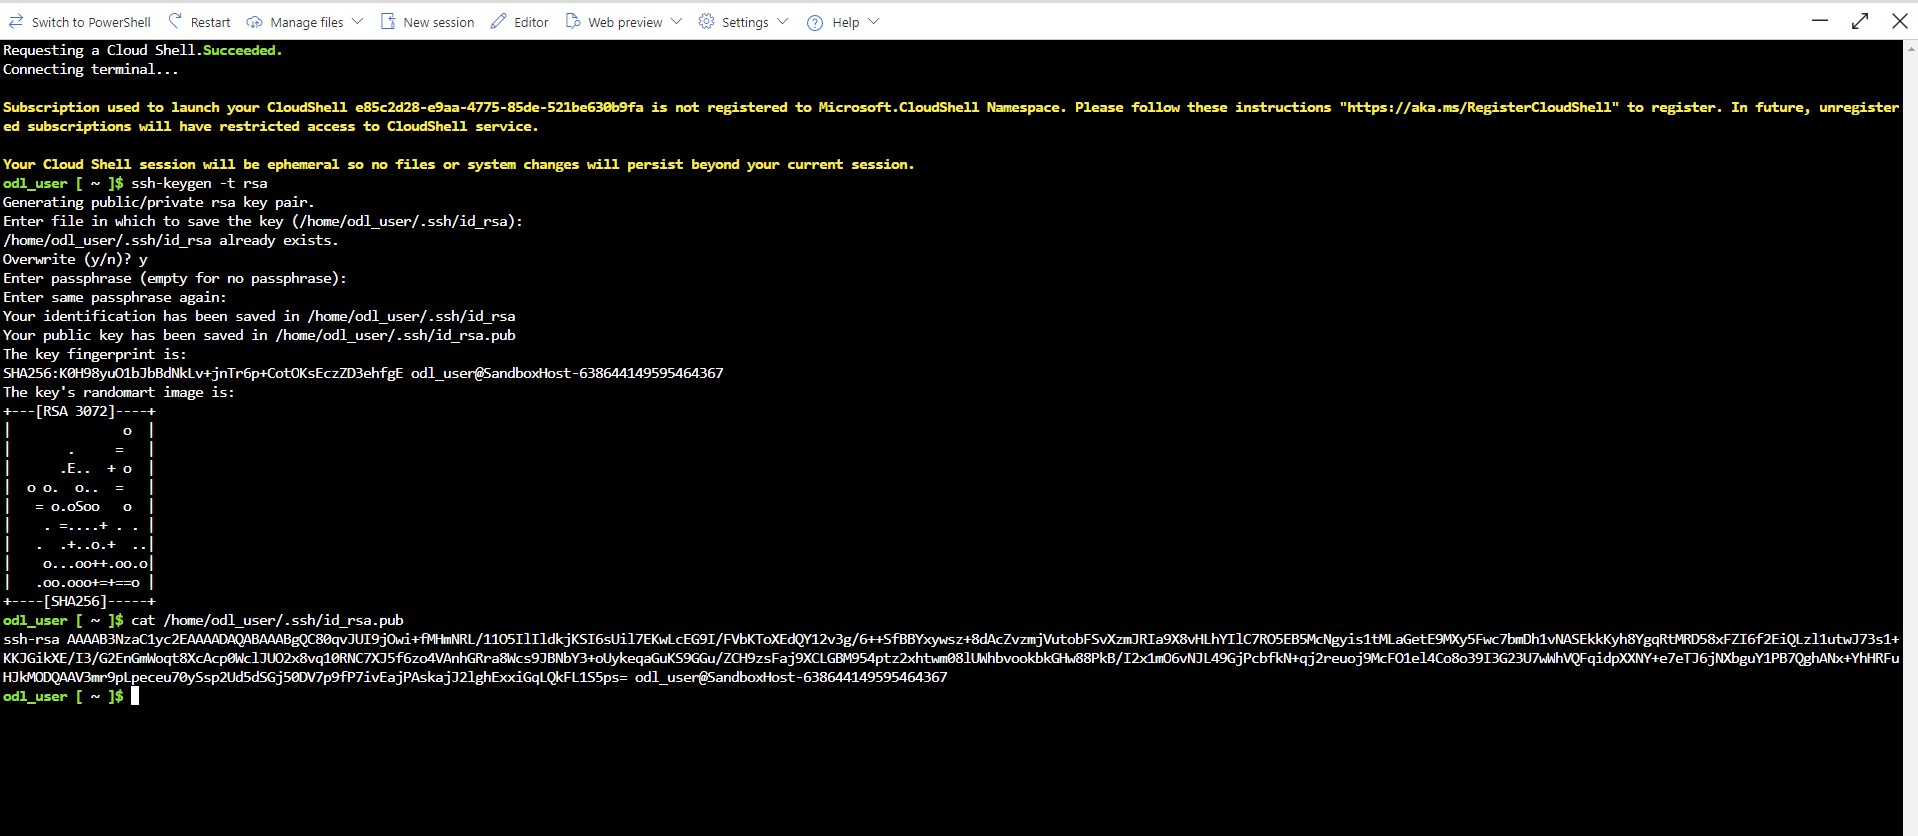 Switch to PowerShell Restart Manage files New session Editor Web preview Settings Help
Requesting a Cloud Shell.Succeeded.
Connecting terminal...
Subscription used to launch your CloudShell e85c2d28-e9aa-4775-85de-521be630b9fa is not registered to Microsoft.CloudShell Namespace. Please follow these instructions "https://aka.ms/RegisterCloudShell" to register. In future, unregister
ed subscriptions will have restricted access to CloudShell service.
Your Cloud Shell session will be ephemeral so no files or system changes will persist beyond your current session.
odl_user [ ~ ]$ ssh-keygen -t rsa
Generating public/private rsa key pair.
Enter file in which to save the key (/home/odl_user/.ssh/id_rsa):
/home/odl_user/.ssh/id_rsa already exists.
Overwrite (y/n)? y
Enter passphrase (empty for no passphrase):
Enter same passphrase again:
Your identification has been saved in /home/odl_user/.ssh/id_rsa
Your public key has been saved in /home/odl_user/.ssh/id_rsa.pub
The key fingerprint is:
SHA256:K0H98yuO1bJbBdNkLv+jnTr6p+CotOKsEczZD3ehfgE odl_user@SandboxHost-638644149595464367
The key's randomart image is:
+---[RSA 3072]----+
|              o  |
|       .     =   |
|      .E..  + o  |
|  o o.  o..  =   |
|   = o.oSoo   o  |
|    . =....+ . . |
|   .  .+..o.+  ..|
|    o...oo++.oo.o|
|   .oo.ooo+=+==o |
+----[SHA256]-----+
odl_user [ ~ ]$ cat /home/odl_user/.ssh/id_rsa.pub
ssh-rsa AAAAB3NzaC1yc2EAAAADAQABAAABgQC80qvJUI9jOwi+fMHmNRL/11O5IlIldkjKSI6sUil7EKwLcEG9I/FVbKToXEdQY12v3g/6++SfBBYxywsz+8dAcZvzmjVutobFSvXzmJRIa9X8vHLhYIlC7RO5EB5McNgyis1tMLaGetE9MXy5Fwc7bmDh1vNASEkkKyh8YgqRtMRD58xFZI6f2EiQLzl1utwJ73s1+
KKJGikXE/I3/G2EnGmWoqt8XcAcp0WclJUO2x8vq10RNC7XJ5f6zo4VAnhGRra8Wcs9JBNbY3+oUykeqaGuKS9GGu/ZCH9zsFaj9XCLGBM954ptz2xhtwm08lUWhbvookbkGHw88PkB/I2x1mO6vNJL49GjPcbfkN+qj2reuoj9McFO1el4Co8o39I3G23U7wWhVQFqidpXXNY+e7eTJ6jNXbguY1PB7QghANx+YhHRFu
HJkMODQAAV3mr9pLpeceu70ySsp2Ud5dSGj50DV7p9fP7ivEajPAskajJ2lghExxiGqLQkFL1S5ps= odl_user@SandboxHost-638644149595464367
odl_user [ ~ ]$